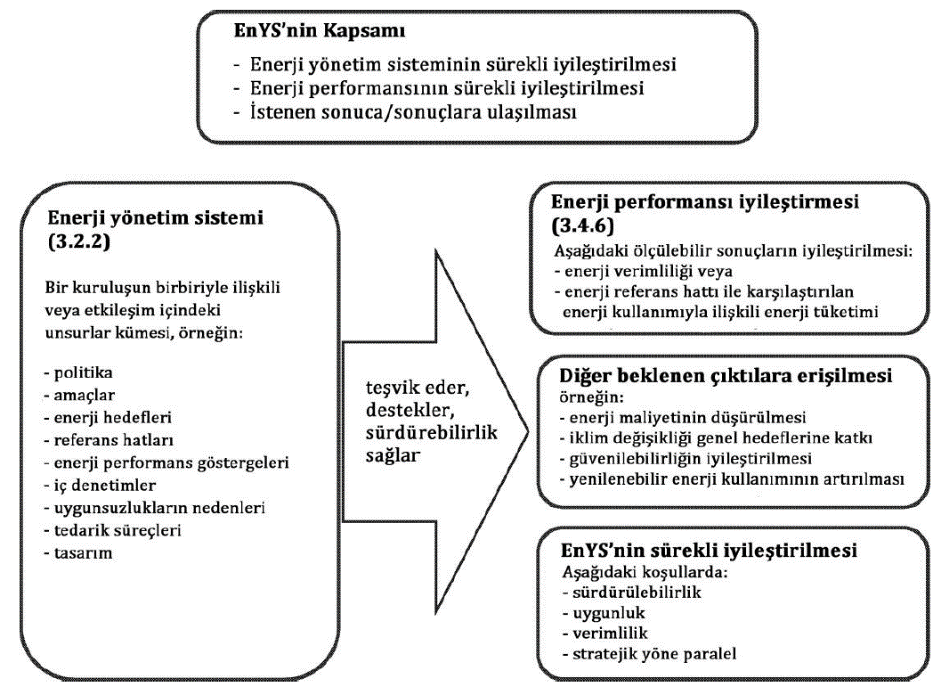 EnYS'nin Kapsamı
- Enerji yönetim sisteminin sürekli iyileştirilmesi
- Enerji performansının sürekli iyileştirilmesi
- İstenen sonuca/sonuçlara ulaşılması
Enerji yönetim sistemi
(3.2.2)
Bir kuruluşun birbiriyle ilişkili
veya etkileşim içindeki
unsurlar kümesi, örneğin:
- politika
- amaçlar
- enerji hedefleri
- referans hatları
- enerji performans göstergeleri
- iç denetimler
- uygunsuzlukların nedenleri
- tedarik süreçleri
- tasarım
teşvik eder,
destekler,
sürdürebilirlik
sağlar
Enerji performansı iyileştirmesi
(3.4.6)
Aşağıdaki ölçülebilir sonuçların iyileştirilmesi:
- enerji verimliliği veya
- enerji referans hattı ile karşılaştırılan
enerji kullanımıyla ilişkili enerji tüketimi
Diğer beklenen çıktılara erişilmesi
örneğin:
- enerji maliyetinin düşürülmesi
- iklim değişikliği genel hedeflerine katkı
- güvenilebilirliğin iyileştirilmesi
- yenilenebilir enerji kullanımının artırılması
EnYS'nin sürekli iyileştirilmesi
Aşağıdaki koşullarda:
- sürdürülebilirlik
- uygunluk
- verimlilik
- stratejik yöne paralel